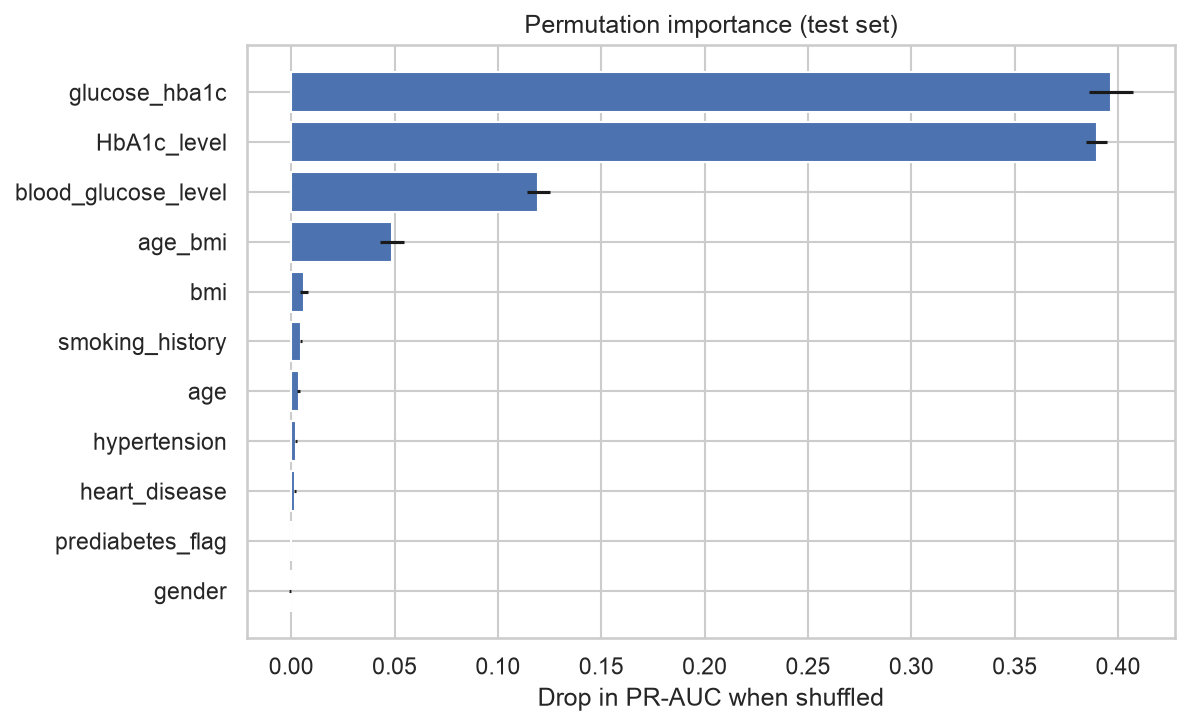 Permutation importance (test set)
glucose_hba1c
HbA1c_level
blood_glucose_level
age_bmi
bmi
smoking_history
age
hypertension
heart_disease
prediabetes_flag
gender
0.00 0.05 0.10 0.15 0.20 0.25 0.30 0.35 0.40
Drop in PR-AUC when shuffled